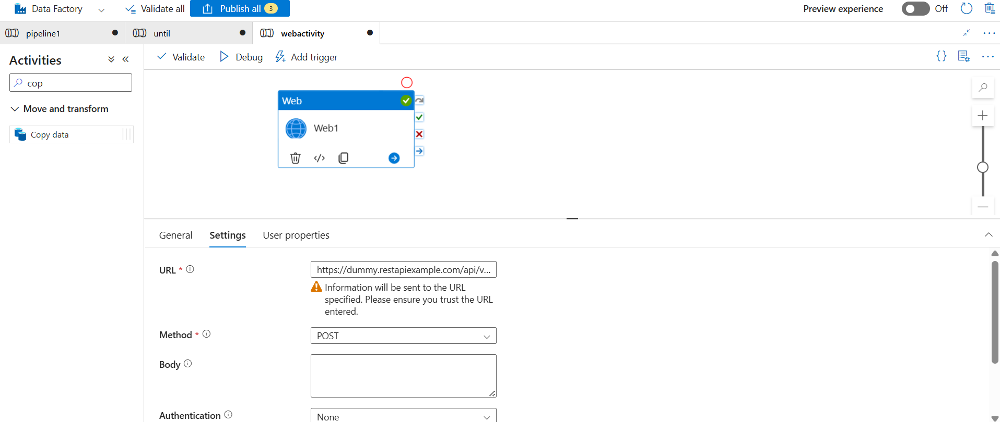 Data Factory
Validate all
Publish all 3
Preview experience
Off
pipeline1
until
webactivity
Activities
cop
Move and transform
Copy data
Validate
Debug
Add trigger
Web
Web1
General
Settings
User properties
URL *
https://dummy.restapiexample.com/api/v...
Information will be sent to the URL
specified. Please ensure you trust the URL
entered.
Method *
POST
Body
Authentication
None